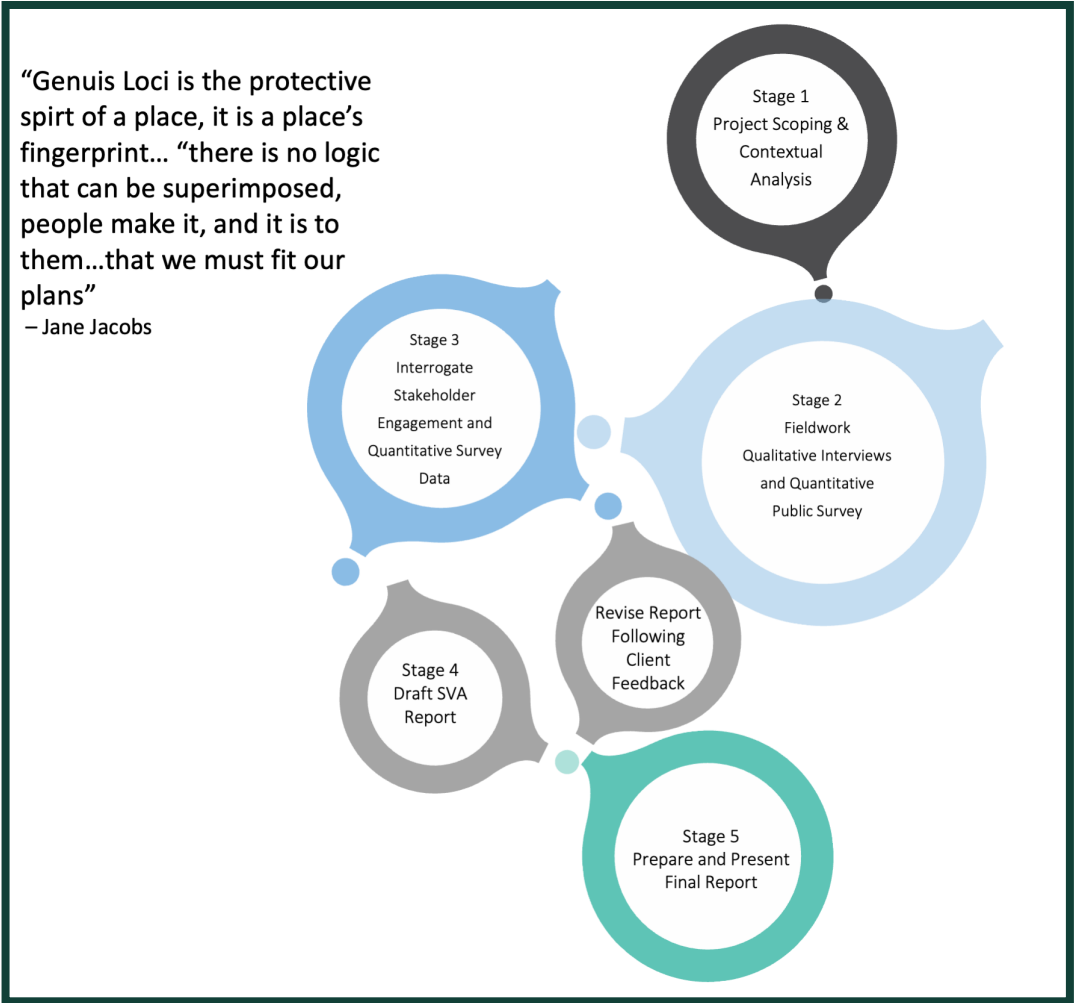 “Genuis Loci is the protective
spirt of a place, it is a place’s
fingerprint... “there is no logic
that can be superimposed,
people make it, and it is to
them...that we must fit our
plans”
– Jane Jacobs
Stage 1
Project Scoping &
Contextual
Analysis
Stage 2
Fieldwork
Qualitative Interviews
and Quantitative
Public Survey
Stage 3
Interrogate
Stakeholder
Engagement and
Quantitative Survey
Data
Stage 4
Draft SVA
Report
Revise Report
Following
Client
Feedback
Stage 5
Prepare and Present
Final Report